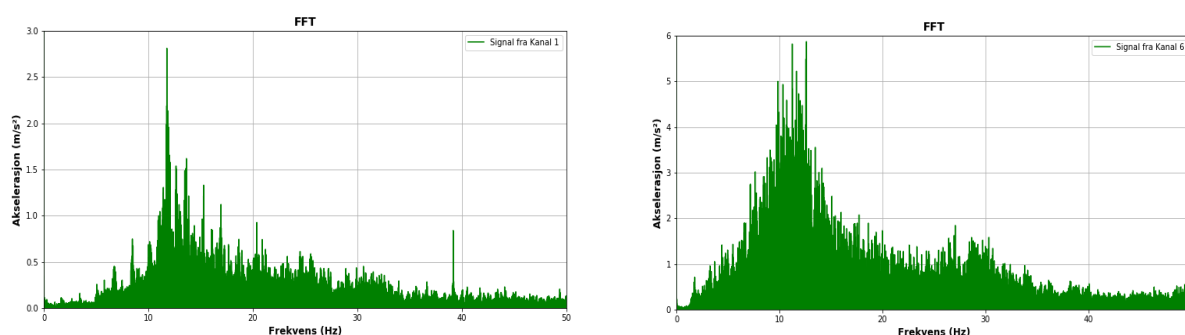 FFT
Signal fra Kanal 1
Akselerasjon (m/s²)
3.0
2.5
2.0
1.5
1.0
0.5
0.0
0 10 20 30 40 50
Frekvens (Hz)
FFT
Signal fra Kanal 6
Akselerasjon (m/s²)
6
5
4
3
2
1
0
0 10 20 30 40
Frekvens (Hz)